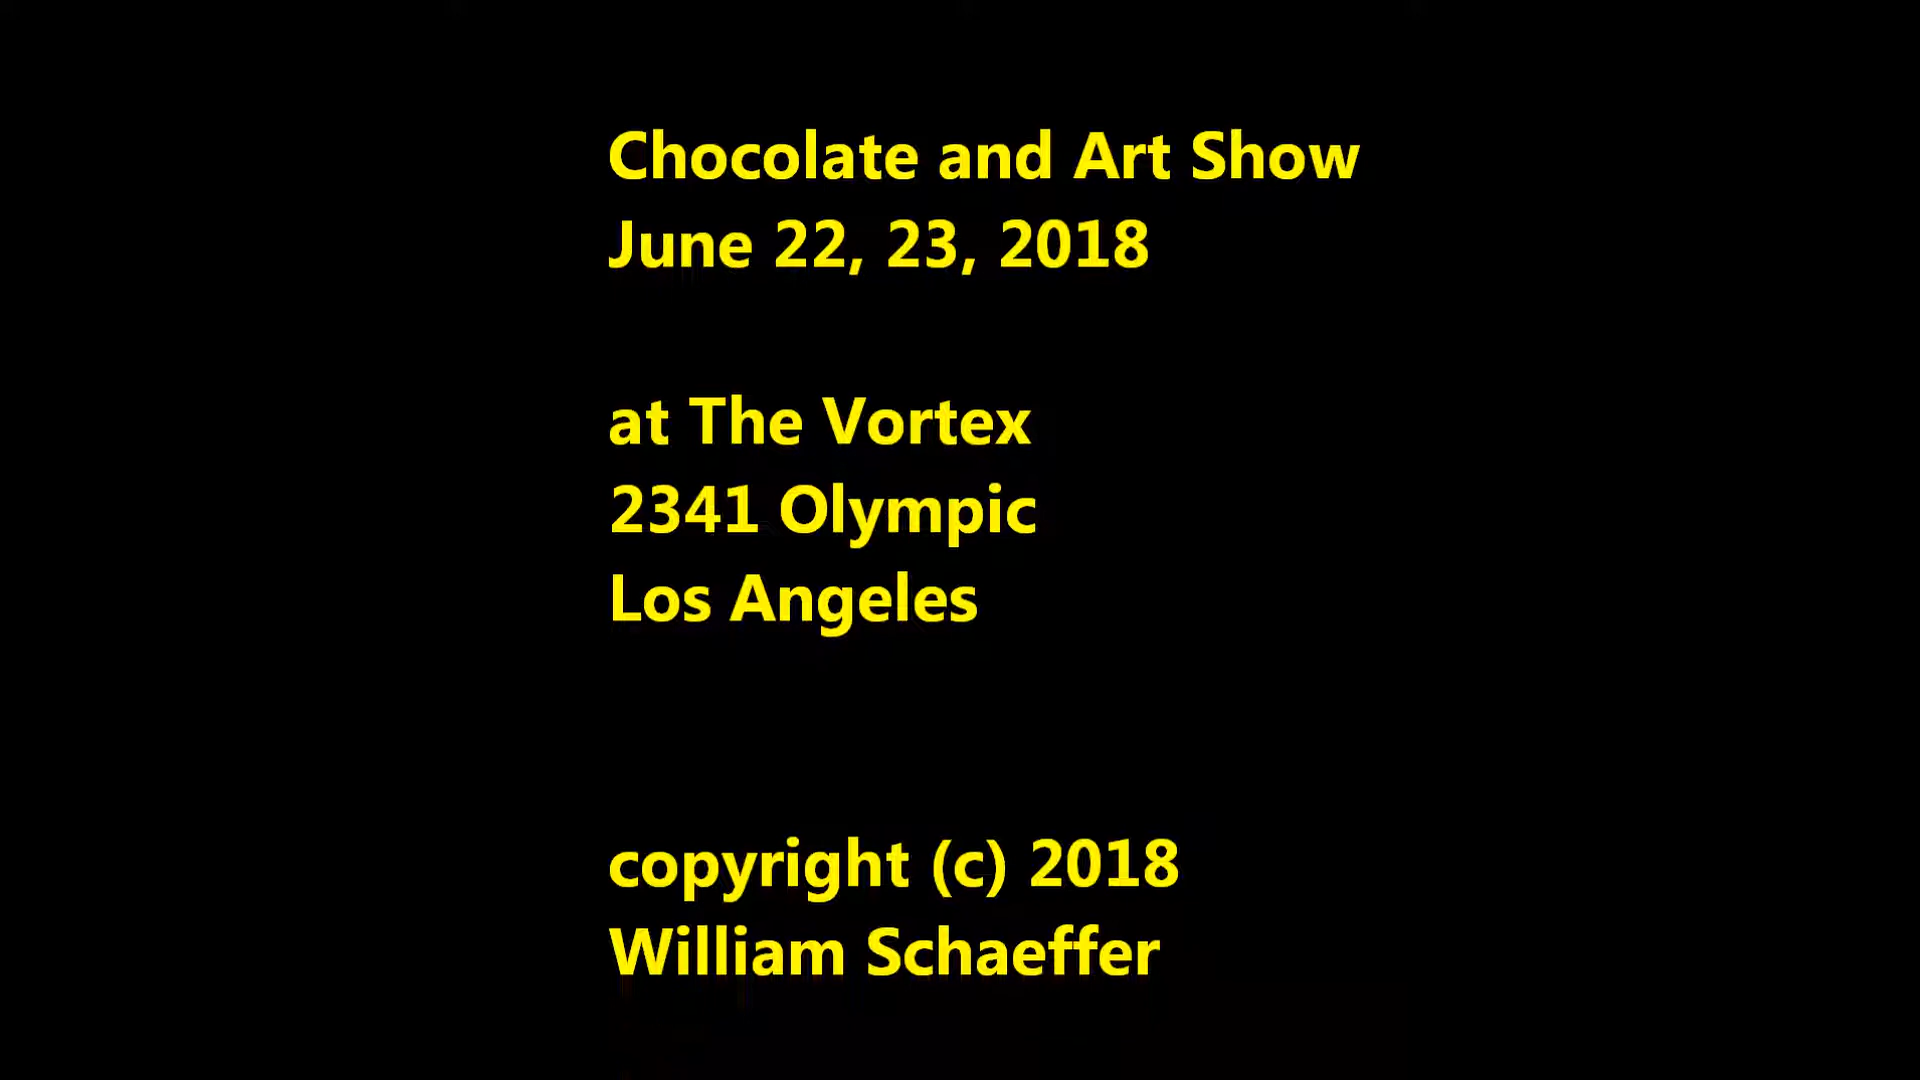 Chocolate and Art Show
June 22, 23, 2018
at The Vortex
2341 Olympic
Los Angeles
copyright (c) 2018
William Schaeffer